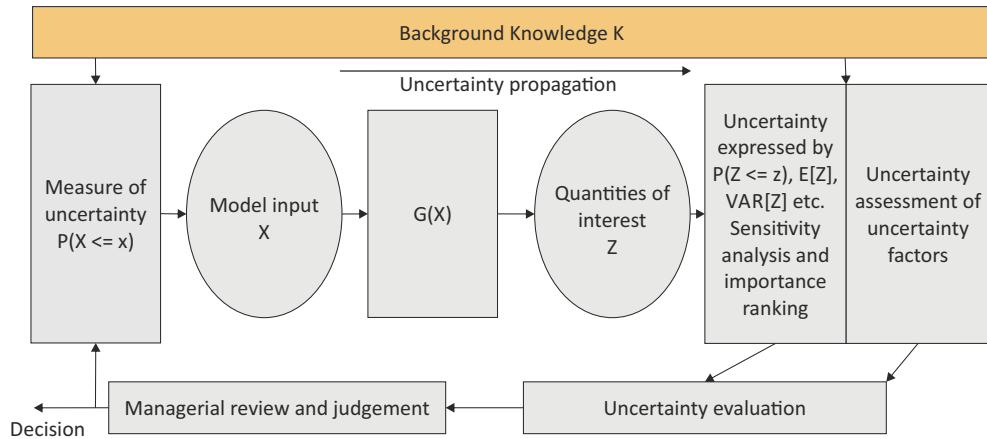 Background Knowledge K
Uncertainty propagation
Measure of
uncertainty
P(X <= x)
Model input
X
G(X)
Quantities of
interest
Z
Uncertainty
expressed by
P(Z <= z), E[Z],
VAR[Z] etc.
Sensitivity
analysis and
importance
ranking
Uncertainty
assessment of
uncertainty
factors
Decision
Managerial review and judgement
Uncertainty evaluation